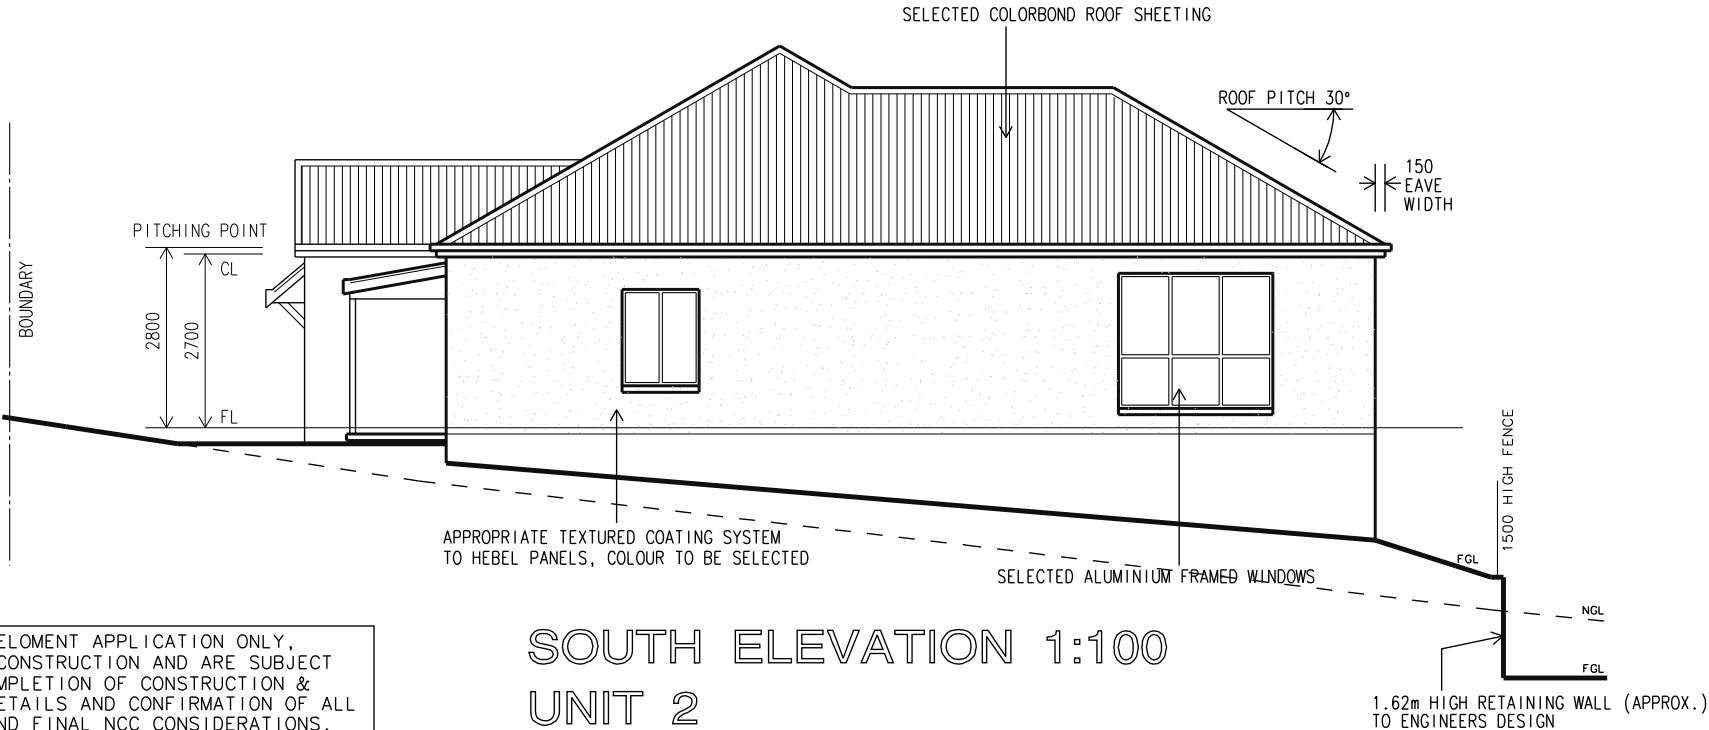 SELECTED COLORBOND ROOF SHEETING
ROOF PITCH 30°
150
EAVE
WIDTH
PITCHING POINT
CL
BOUNDARY
2800
2700
FL
1500 HIGH FENCE
APPROPRIATE TEXTURED COATING SYSTEM
TO HEBEL PANELS, COLOUR TO BE SELECTED
SELECTED ALUMINIUM FRAMED WINDOWS
FGL
NGL
FGL
SOUTH ELEVATION 1:100
UNIT 2
1.62m HIGH RETAINING WALL (APPROX.)
TO ENGINEERS DESIGN
ELOMENT APPLICATION ONLY,
CONSTRUCTION AND ARE SUBJECT
MPLETION OF CONSTRUCTION &
ETAILS AND CONFIRMATION OF ALL
ND FINAL NCC CONSIDERATIONS.